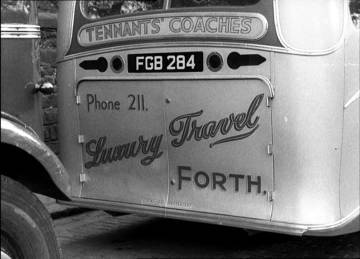 TENNANTS' COACHES
FGB 284
Phone 211.
Luxury Travel
FORTH.